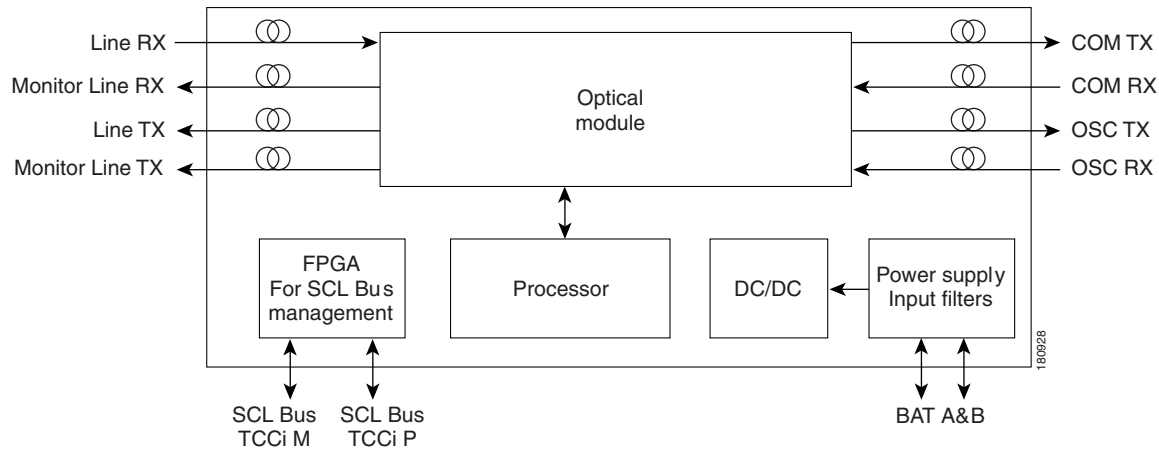 Line RX
COM TX
Monitor Line RX
COM RX
Optical
module
Line TX
OSC TX
Monitor Line TX
OSC RX
FPGA
For SCL Bus
management
Processor
DC/DC
Power supply
Input filters
180928
SCL Bus
TCCi M
SCL Bus
TCCi P
BAT A&B